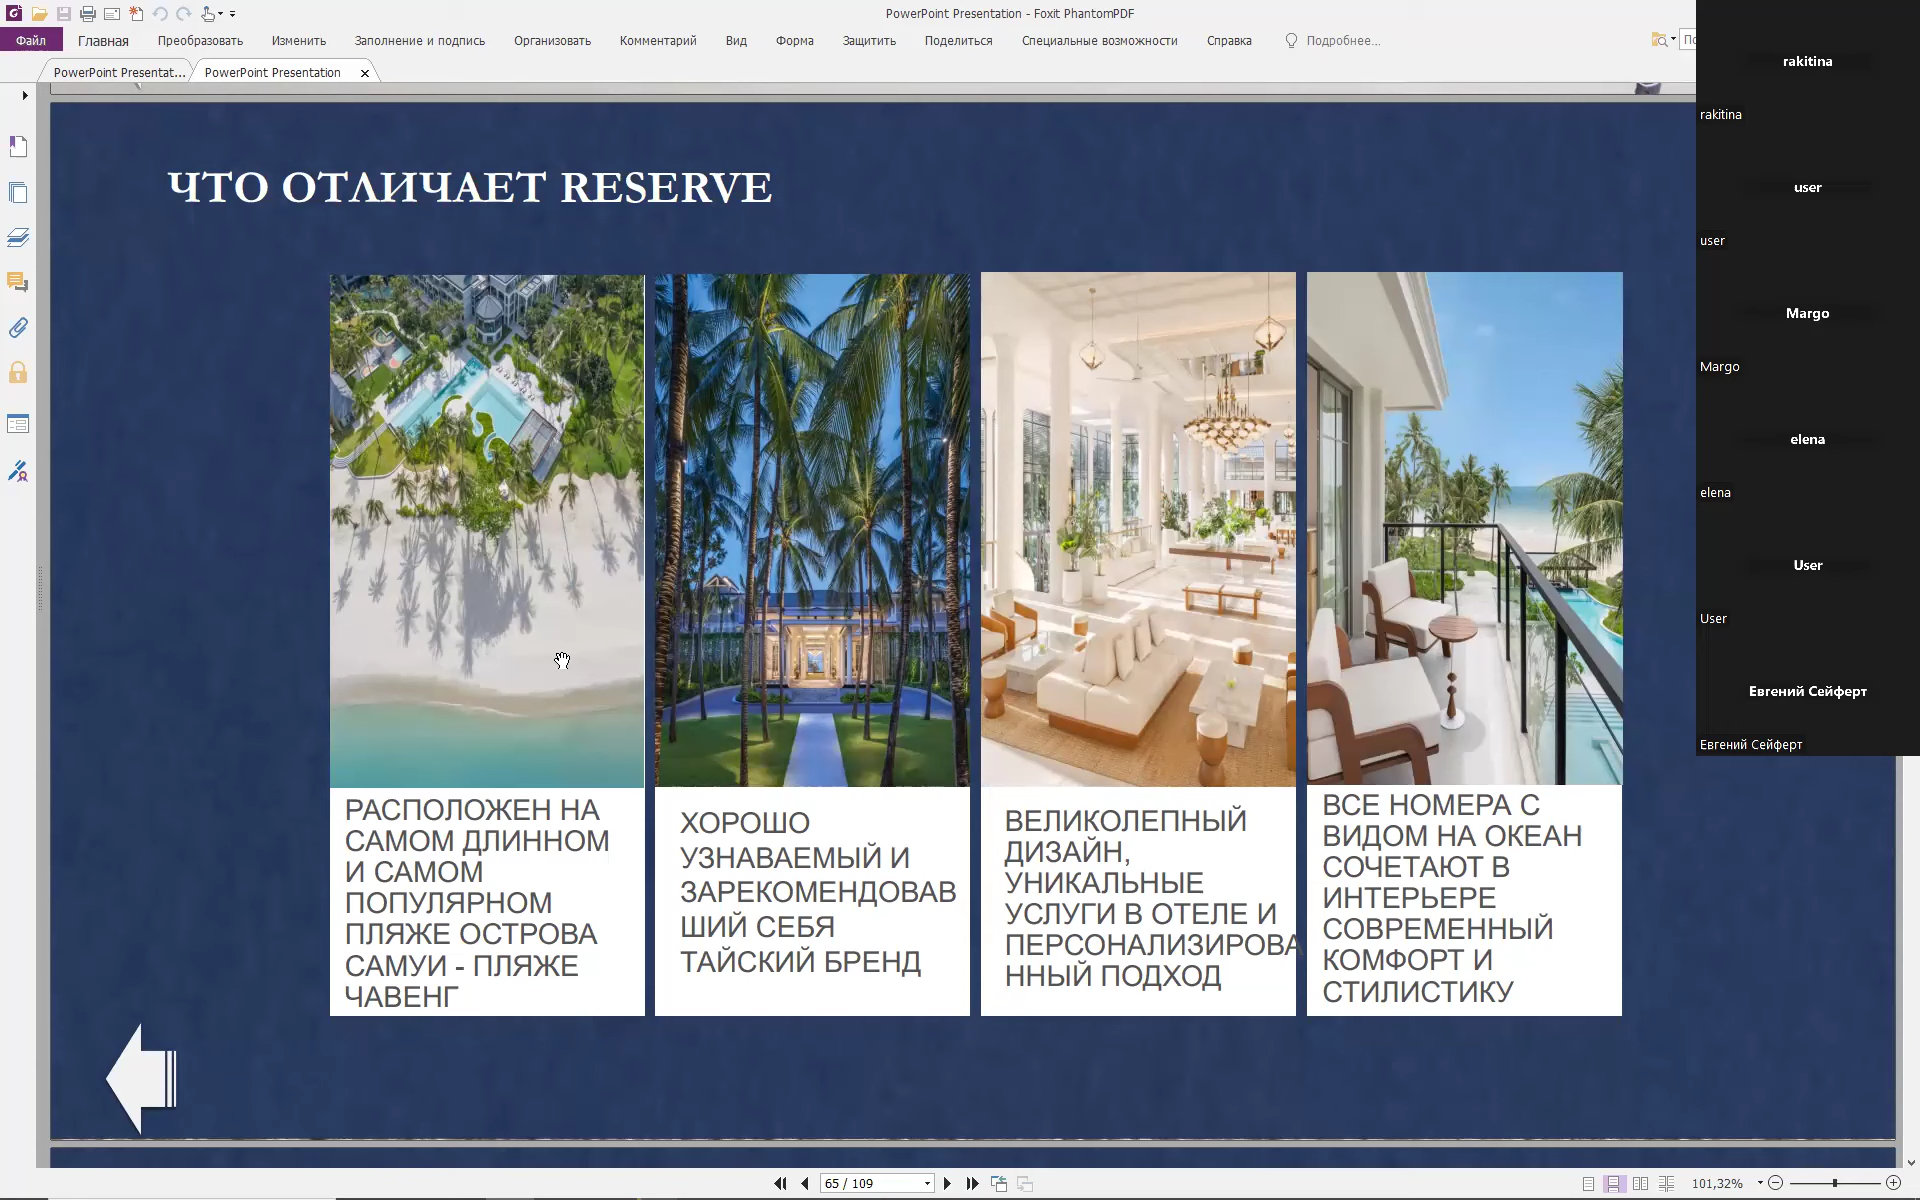 PowerPoint Presentation - Foxit PhantomPDF
Файл
Главная
Преобразовать
Изменить
Заполнение и подпись
Организовать
Комментарий
Вид
Форма
Защитить
Поделиться
Специальные возможности
Справка
Подробнее...
PowerPoint Presentat...
PowerPoint Presentation
ЧТО ОТЛИЧАЕТ RESERVE
РАСПОЛОЖЕН НА
САМОМ ДЛИННОМ
И САМОМ
ПОПУЛЯРНОМ
ПЛЯЖЕ ОСТРОВА
САМУИ - ПЛЯЖЕ
ЧАВЕНГ
ХОРОШО
УЗНАВАЕМЫЙ И
ЗАРЕКОМЕНДОВАВ
ШИЙ СЕБЯ
ТАЙСКИЙ БРЕНД
ВЕЛИКОЛЕПНЫЙ
ДИЗАЙН,
УНИКАЛЬНЫЕ
УСЛУГИ В ОТЕЛЕ И
ПЕРСОНАЛИЗИРОВА
ННЫЙ ПОДХОД
ВСЕ НОМЕРА С
ВИДОМ НА ОКЕАН
СОЧЕТАЮТ В
ИНТЕРЬЕРЕ
СОВРЕМЕННЫЙ
КОМФОРТ И
СТИЛИСТИКУ
rakitina
rakitina
user
user
Margo
Margo
elena
elena
User
User
Евгений Сейферт
Евгений Сейферт
65 / 109
101,32%